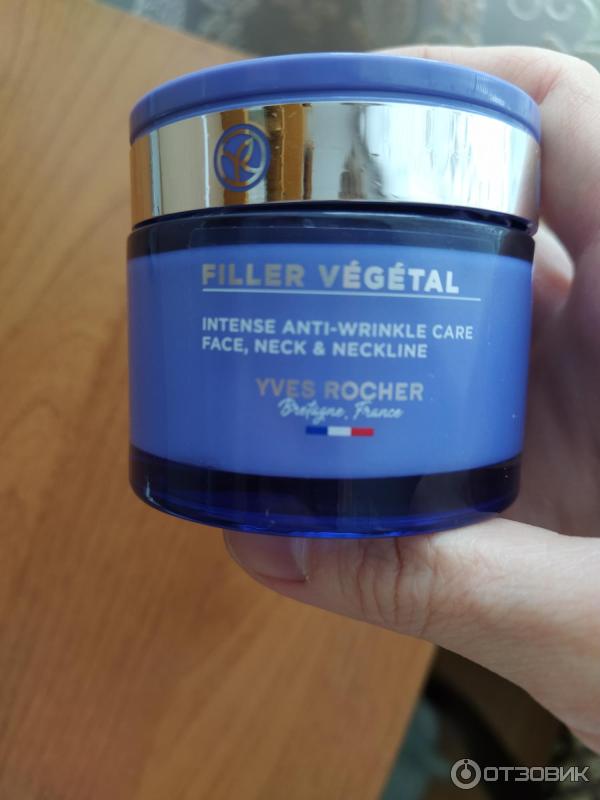 FILLER VÉGÉTAL
INTENSE ANTI-WRINKLE CARE
FACE, NECK & NECKLINE
YVES ROCHER
Bretagne, France
ОТЗОВИК